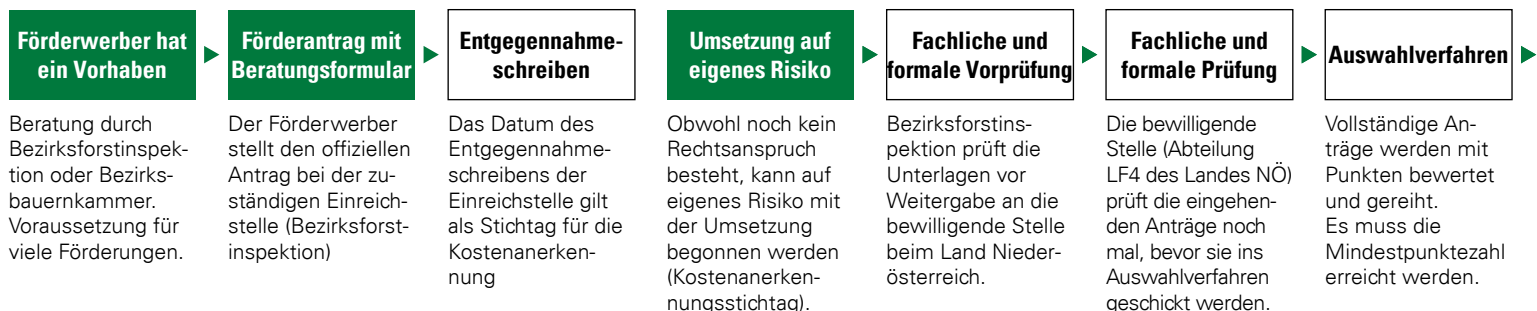 Förderwerber hat
ein Vorhaben
Beratung durch
Bezirksforstinspek-
tion oder Bezirks-
bauernkammer.
Voraussetzung für
viele Förderungen.
Förderantrag mit
Beratungsformular
Der Förderwerber
stellt den offiziellen
Antrag bei der zu-
ständigen Einreich-
stelle (Bezirksforst-
inspektion)
Entgegennahme-
schreiben
Das Datum des
Entgegennahme-
schreibens der
Einreichstelle gilt
als Stichtag für die
Kostenanerken-
nung
Umsetzung auf
eigenes Risiko
Obwohl noch kein
Rechtsanspruch
besteht, kann auf
eigenes Risiko mit
der Umsetzung
begonnen werden
(Kostenanerken-
nungsstichtag).
Fachliche und
formale Vorprüfung
Bezirksforstins-
pektion prüft die
Unterlagen vor
Weitergabe an die
bewilligende Stelle
beim Land Nieder-
österreich.
Fachliche und
formale Prüfung
Die bewilligende
Stelle (Abteilung
LF4 des Landes NÖ)
prüft die eingehen-
den Anträge noch
mal, bevor sie ins
Auswahlverfahren
geschickt werden.
Auswahlverfahren
Vollständige An-
träge werden mit
Punkten bewertet
und gereiht.
Es muss die
Mindestpunktezahl
erreicht werden.